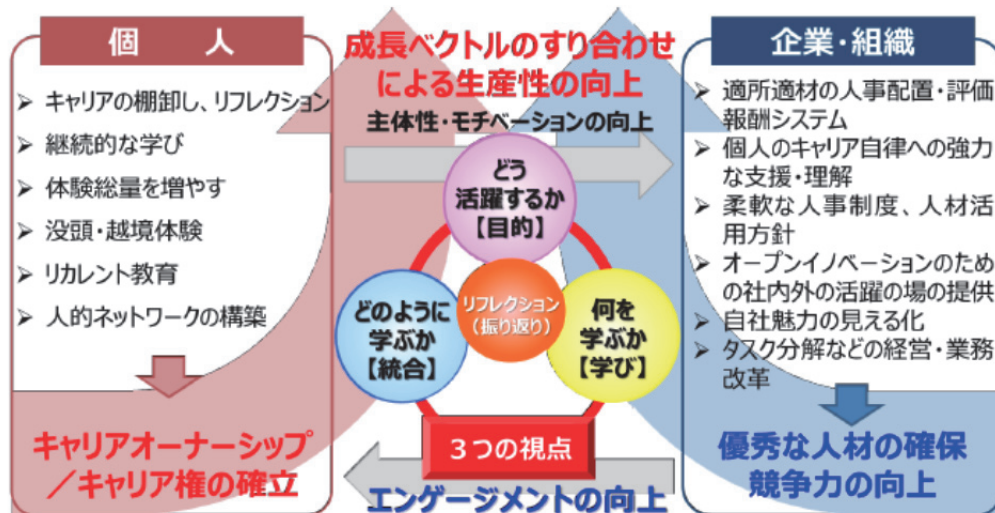 個 人
キャリアの棚卸し、リフレクション
継続的な学び
体験総量を増やす
没頭・越境体験
リカレント教育
人的ネットワークの構築
キャリアオーナーシップ
／キャリア権の確立
成長ベクトルのすり合わせ
による生産性の向上
主体性・モチベーションの向上
どう
活躍するか
【目的】
どのように
学ぶか
【統合】
リフレクション
（振り返り）
何を
学ぶか
【学び】
３つの視点
エンゲージメントの向上
企業・組織
適所適材の人事配置・評価
報酬システム
個人のキャリア自律への強力
な支援・理解
柔軟な人事制度、人材活
用方針
オープンイノベーションのため
の社内外の活躍の場の提供
自社魅力の見える化
タスク分解などの経営・業務
改革
優秀な人材の確保
競争力の向上